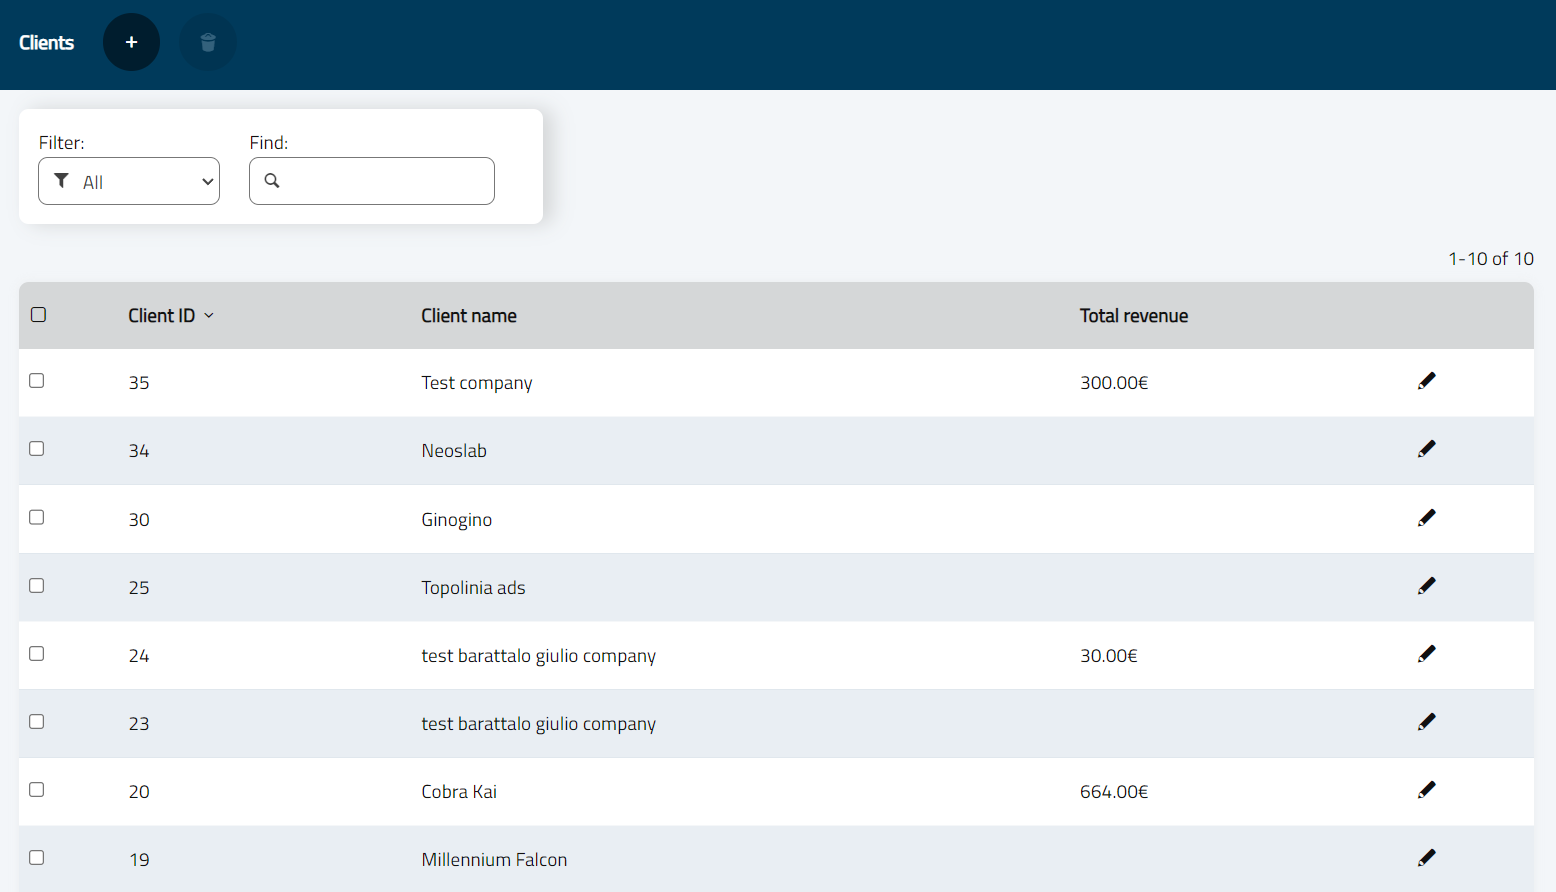 Clients +
Filter: Find:
All
1-10 of 10
Client ID Client name Total revenue
35 Test company 300.00€
34 Neoslab
30 Ginogino
25 Topolinia ads
24 test barattalo giulio company 30.00€
23 test barattalo giulio company
20 Cobra Kai 664.00€
19 Millennium Falcon